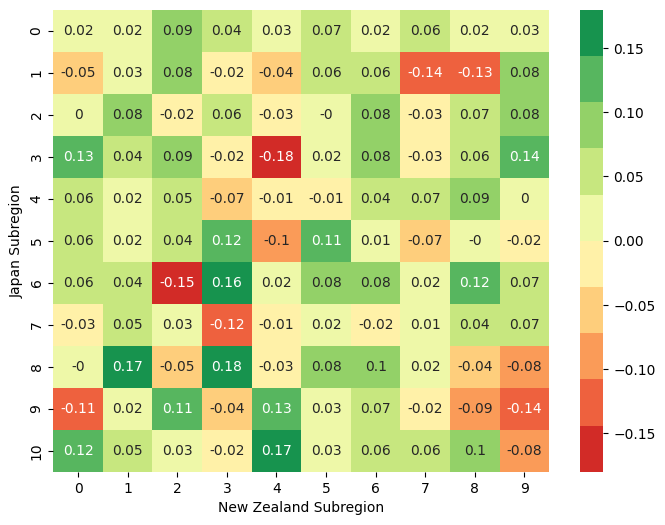 0 0.02 0.02 0.09 0.04 0.03 0.07 0.02 0.06 0.02 0.03
1 -0.05 0.03 0.08 -0.02 -0.04 0.06 0.06 -0.14 -0.13 0.08
2 0 0.08 -0.02 0.06 -0.03 -0 0.08 -0.03 0.07 0.08
3 0.13 0.04 0.09 -0.02 -0.18 0.02 0.08 -0.03 0.06 0.14
4 0.06 0.02 0.05 -0.07 -0.01 -0.01 0.04 0.07 0.09 0
5 0.06 0.02 0.04 0.12 -0.1 0.11 0.01 -0.07 -0 -0.02
6 0.06 0.04 -0.15 0.16 0.02 0.08 0.08 0.02 0.12 0.07
7 -0.03 0.05 0.03 -0.12 -0.01 0.02 -0.02 0.01 0.04 0.07
8 -0 0.17 -0.05 0.18 -0.03 0.08 0.1 0.02 -0.04 -0.08
9 -0.11 0.02 0.11 -0.04 0.13 0.03 0.07 -0.02 -0.09 -0.14
10 0.12 0.05 0.03 -0.02 0.17 0.03 0.06 0.06 0.1 -0.08
0 1 2 3 4 5 6 7 8 9
New Zealand Subregion
Japan Subregion
0.15
0.10
0.05
0.00
−0.05
−0.10
−0.15